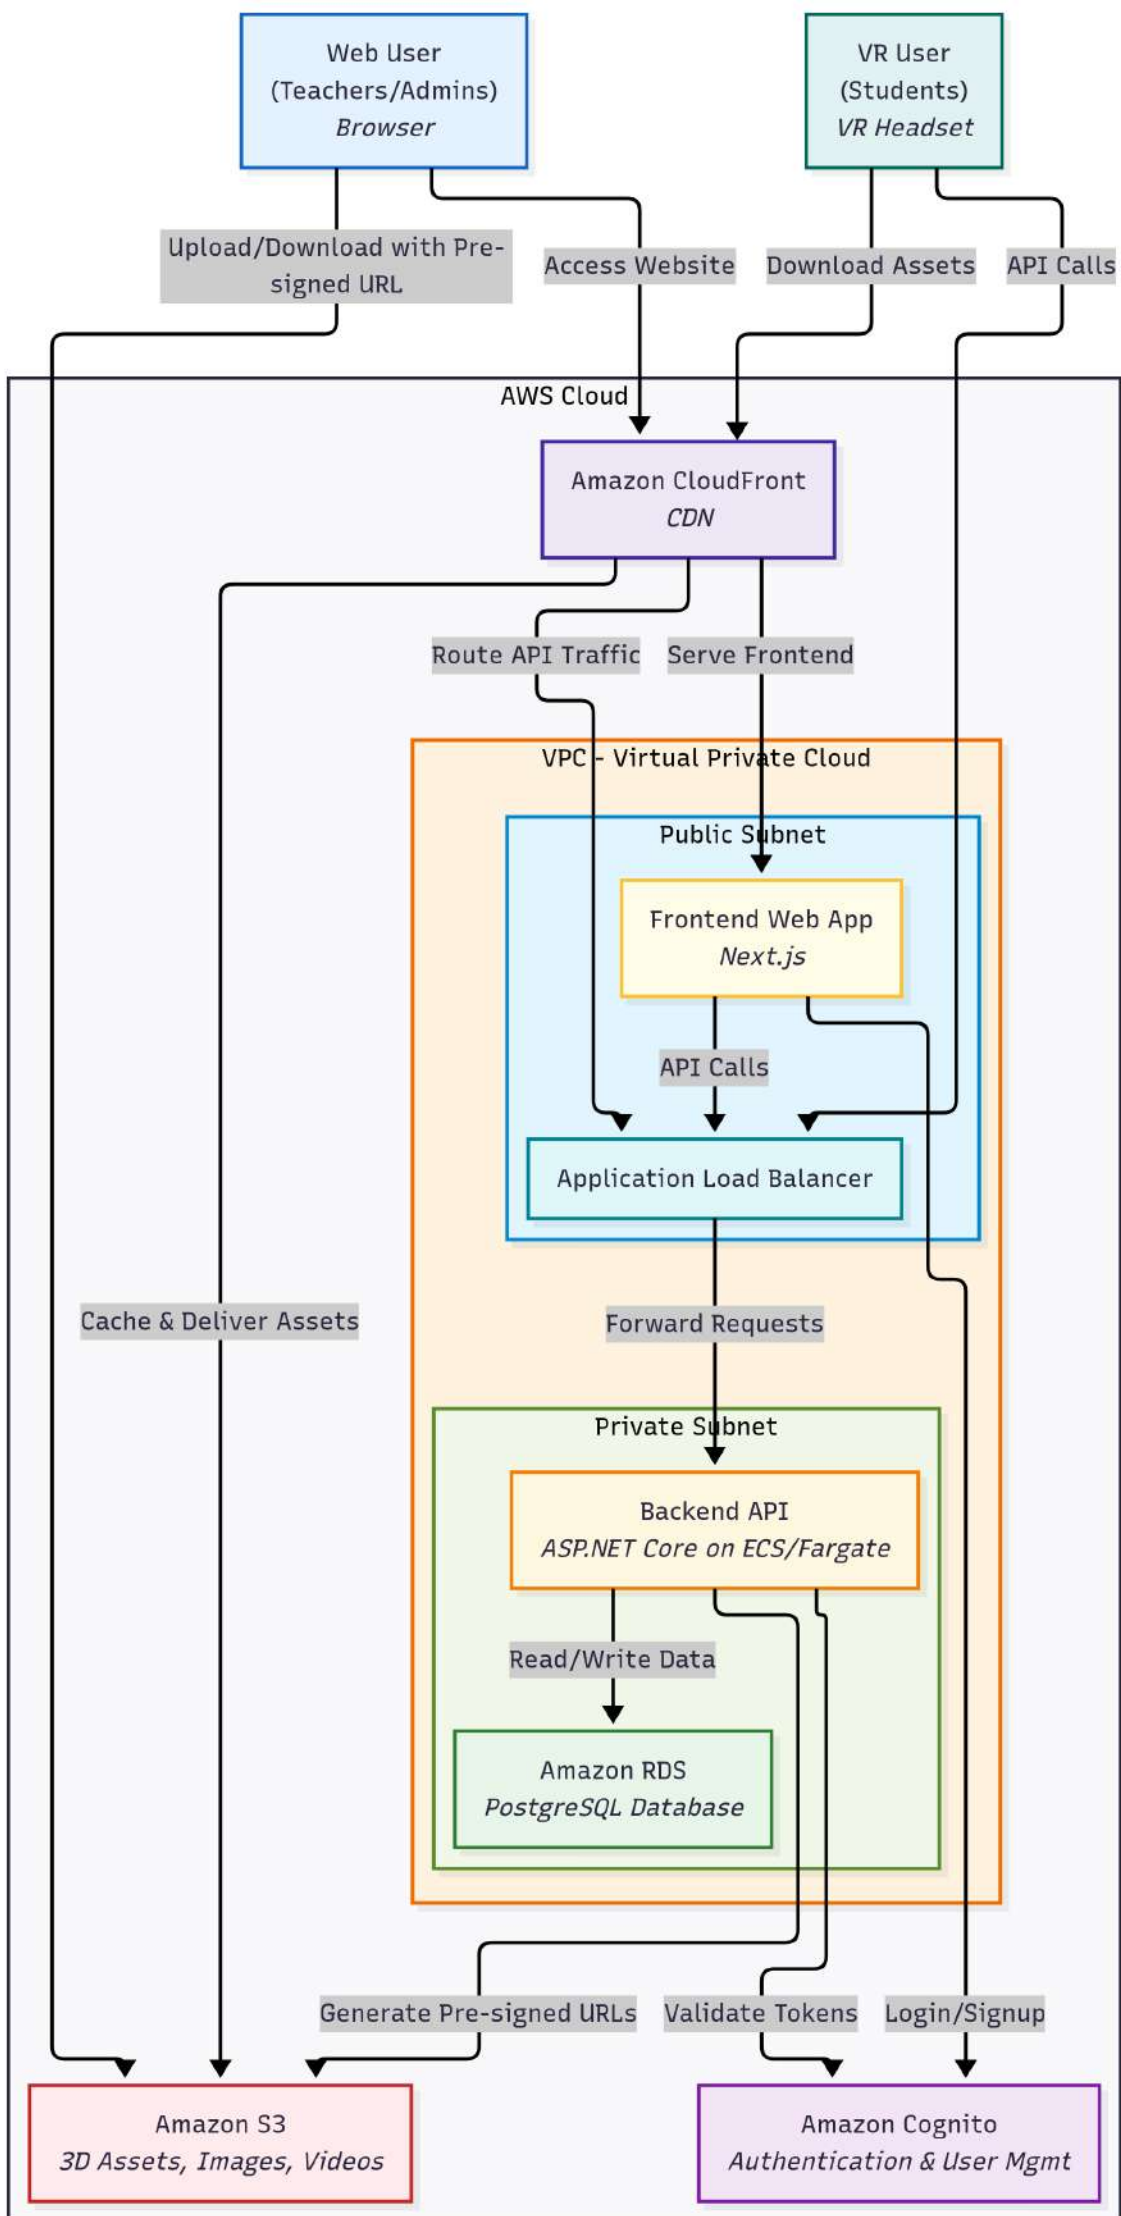 Web User
(Teachers/Admins)
Browser
VR User
(Students)
VR Headset
Upload/Download with Pre-
signed URL
Access Website
Download Assets
API Calls
AWS Cloud
Amazon CloudFront
CDN
Route API Traffic
Serve Frontend
VPC - Virtual Private Cloud
Public Subnet
Frontend Web App
Next.js
API Calls
Application Load Balancer
Cache & Deliver Assets
Forward Requests
Private Subnet
Backend API
ASP.NET Core on ECS/Fargate
Read/Write Data
Amazon RDS
PostgreSQL Database
Generate Pre-signed URLs
Validate Tokens
Login/Signup
Amazon S3
3D Assets, Images, Videos
Amazon Cognito
Authentication & User Mgmt